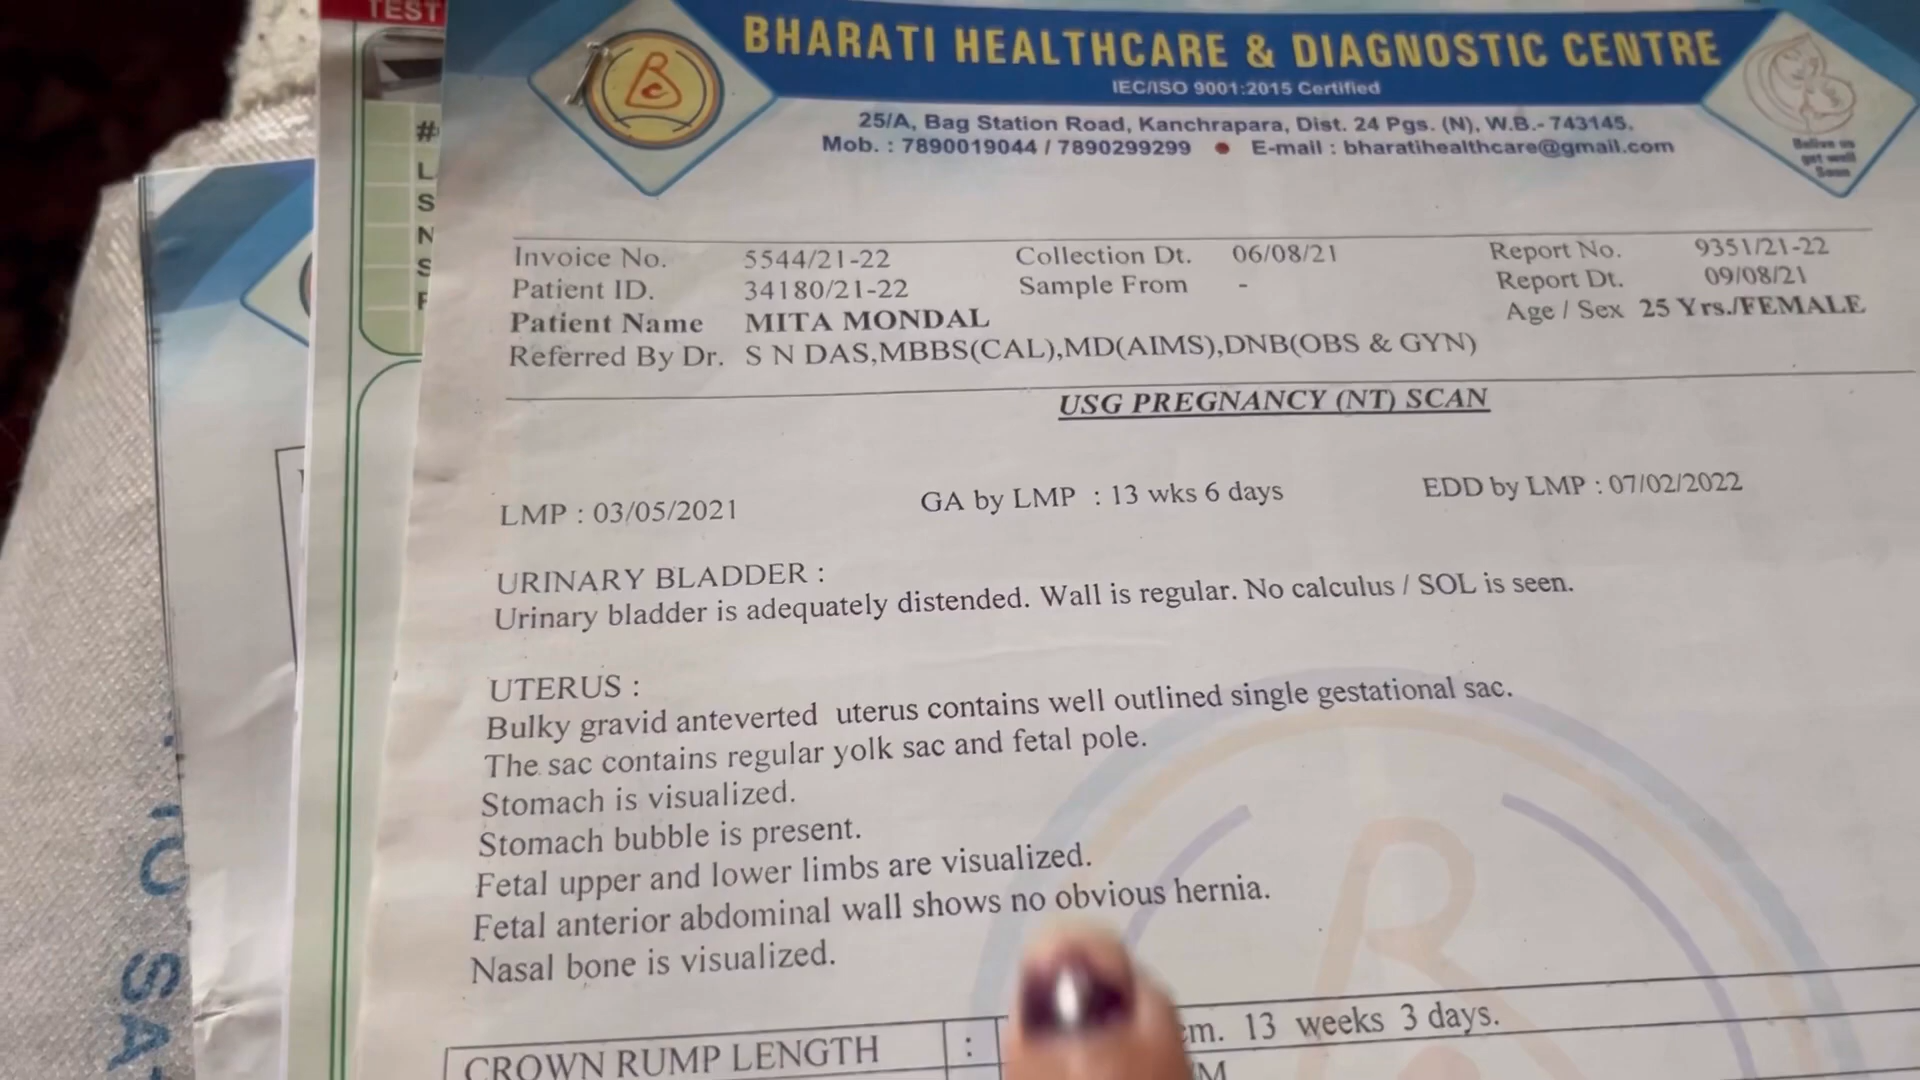 TEST
BHARATI HEALTHCARE & DIAGNOSTIC CENTRE
IEC/ISO 9001:2015 Certified
25/A, Bag Station Road, Kanchrapara, Dist. 24 Pgs. (N), W.B.- 743145.
Mob. : 7890019044 / 7890299299 ● E-mail : bharatihealthcare@gmail.com
Belive us
get well
Soon
Invoice No. 5544/21-22 Collection Dt. 06/08/21 Report No. 9351/21-22
Patient ID. 34180/21-22 Sample From - Report Dt. 09/08/21
Patient Name MITA MONDAL Age / Sex 25 Yrs./FEMALE
Referred By Dr. S N DAS,MBBS(CAL),MD(AIMS),DNB(OBS & GYN)
USG PREGNANCY (NT) SCAN
LMP : 03/05/2021 GA by LMP : 13 wks 6 days EDD by LMP : 07/02/2022
URINARY BLADDER :
Urinary bladder is adequately distended. Wall is regular. No calculus / SOL is seen.
UTERUS :
Bulky gravid anteverted uterus contains well outlined single gestational sac.
The sac contains regular yolk sac and fetal pole.
Stomach is visualized.
Stomach bubble is present.
Fetal upper and lower limbs are visualized.
Fetal anterior abdominal wall shows no obvious hernia.
Nasal bone is visualized.
CROWN RUMP LENGTH : cm. 13 weeks 3 days.